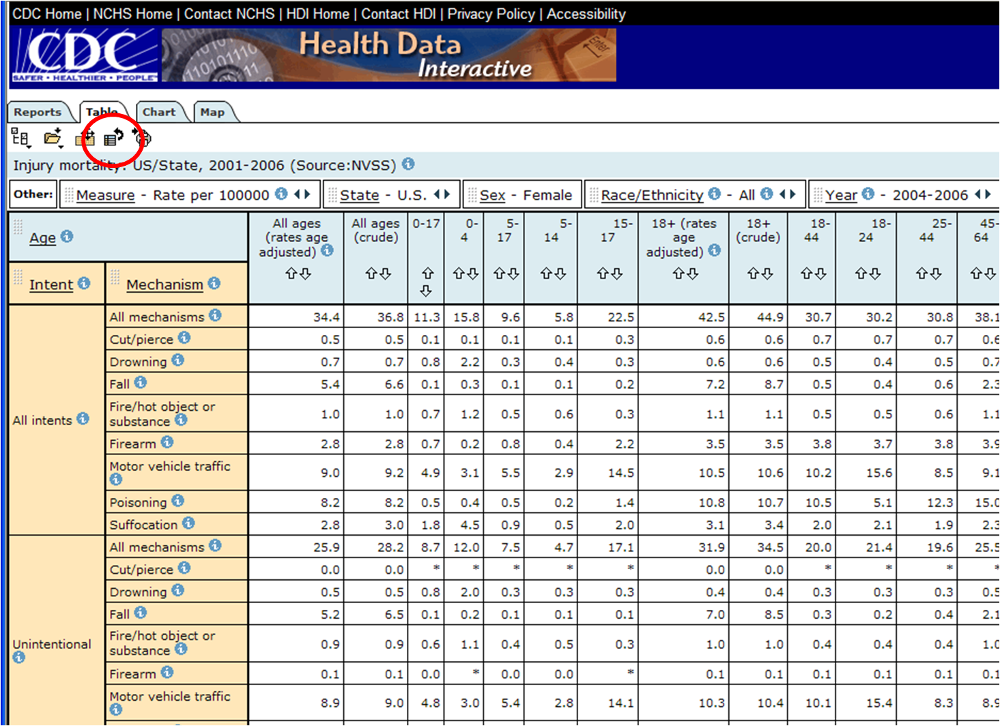 CDC Home | NCHS Home | Contact NCHS | HDI Home | Contact HDI | Privacy Policy | Accessibility
CDC
SAFER • HEALTHIER • PEOPLE™
Health Data
Interactive
Enter
Reports Table Chart Map
Injury mortality: US/State, 2001-2006 (Source:NVSS)
Other: Measure - Rate per 100000 State - U.S. Sex - Female Race/Ethnicity - All Year - 2004-2006
Age All ages (rates age adjusted) All ages (crude) 0-17 0-4 5-17 5-14 15-17 18+ (rates age adjusted) 18+ (crude) 18-44 18-24 25-44 45-64
Intent Mechanism
All intents
All mechanisms 34.4 36.8 11.3 15.8 9.6 5.8 22.5 42.5 44.9 30.7 30.2 30.8 38.1
Cut/pierce 0.5 0.5 0.1 0.1 0.1 0.1 0.3 0.6 0.6 0.7 0.7 0.7 0.6
Drowning 0.7 0.7 0.8 2.2 0.3 0.4 0.3 0.6 0.6 0.5 0.4 0.5 0.7
Fall 5.4 6.6 0.1 0.3 0.1 0.1 0.2 7.2 8.7 0.5 0.4 0.6 2.3
Fire/hot object or substance 1.0 1.0 0.7 1.2 0.5 0.6 0.3 1.1 1.1 0.5 0.5 0.6 1.1
Firearm 2.8 2.8 0.7 0.2 0.8 0.4 2.2 3.5 3.5 3.8 3.7 3.8 3.9
Motor vehicle traffic 9.0 9.2 4.9 3.1 5.5 2.9 14.5 10.5 10.6 10.2 15.6 8.5 9.1
Poisoning 8.2 8.2 0.5 0.4 0.5 0.2 1.4 10.8 10.7 10.5 5.1 12.3 15.0
Suffocation 2.8 3.0 1.8 4.5 0.9 0.5 2.0 3.1 3.4 2.0 2.1 1.9 2.3
Unintentional
All mechanisms 25.9 28.2 8.7 12.0 7.5 4.7 17.1 31.9 34.5 20.0 21.4 19.6 25.5
Cut/pierce 0.0 0.0 * * * * * 0.0 0.0 * * * *
Drowning 0.5 0.5 0.8 2.0 0.3 0.3 0.3 0.4 0.4 0.3 0.3 0.3 0.5
Fall 5.2 6.5 0.1 0.2 0.1 0.1 0.1 7.0 8.5 0.3 0.2 0.4 2.1
Fire/hot object or substance 0.9 0.9 0.6 1.1 0.4 0.5 0.3 1.0 1.0 0.4 0.4 0.4 1.0
Firearm 0.1 0.1 0.0 * 0.0 0.0 * 0.1 0.1 0.1 0.1 0.1 0.1
Motor vehicle traffic 8.9 9.0 4.8 3.0 5.4 2.8 14.1 10.3 10.4 10.1 15.4 8.3 8.9